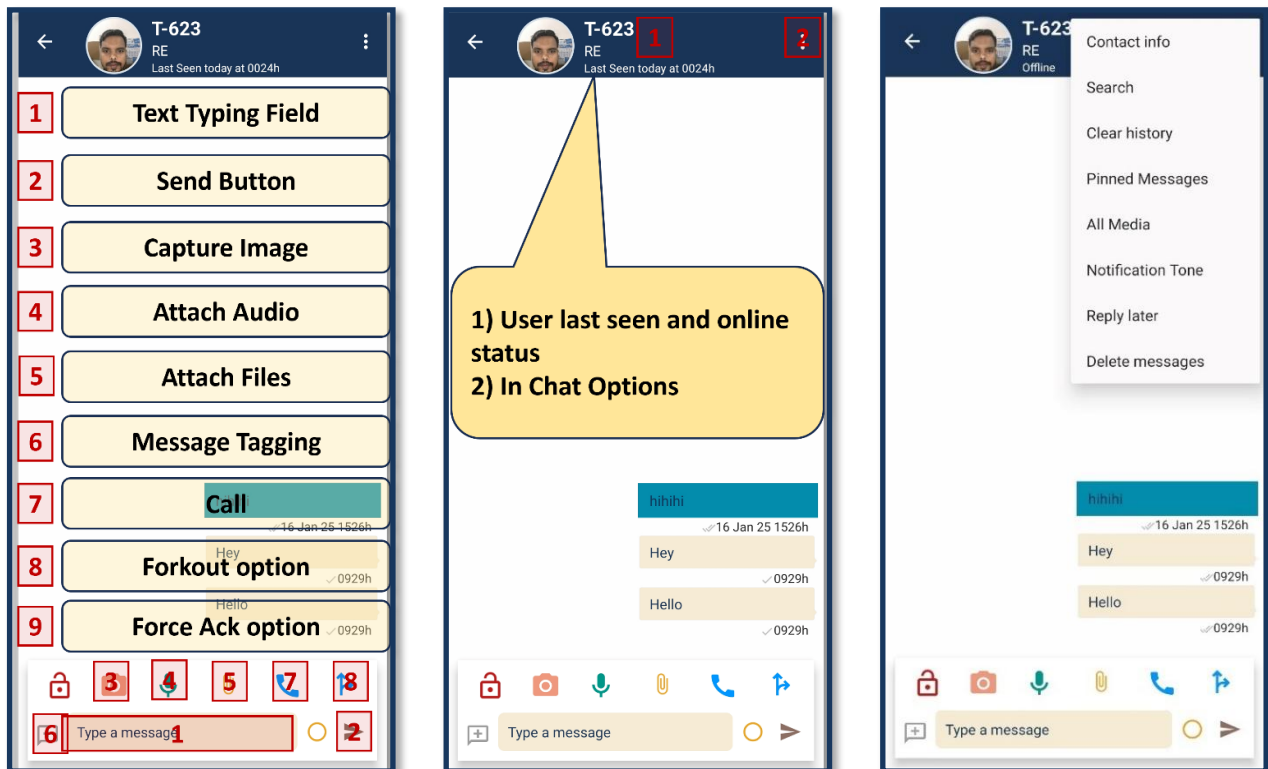 T-623
RE
Last Seen today at 0024h
1 Text Typing Field
2 Send Button
3 Capture Image
4 Attach Audio
5 Attach Files
6 Message Tagging
7 Call
16 Jan 25 1526h
Hey
8 Forkout option
0929h
Hello
9 Force Ack option
0929h
3 4 5 7 8
6 Type a message 1 2
T-623 1 2
RE
Last Seen today at 0024h
1) User last seen and online
status
2) In Chat Options
hihihi
16 Jan 25 1526h
Hey
0929h
Hello
0929h
Type a message
T-623
RE
Offline
Contact info
Search
Clear history
Pinned Messages
All Media
Notification Tone
Reply later
Delete messages
hihihi
16 Jan 25 1526h
Hey
0929h
Hello
0929h
Type a message